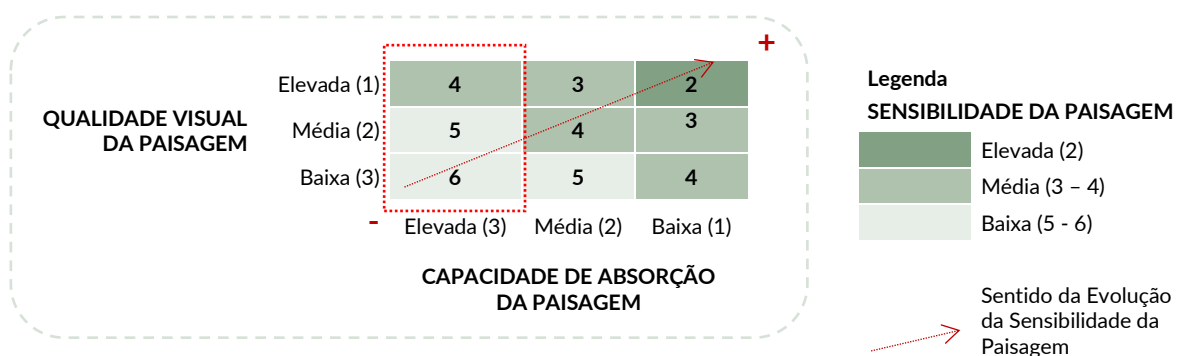 +
Elevada (1) 4 3 2
QUALIDADE VISUAL
DA PAISAGEM
Média (2) 5 4 3
Baixa (3) 6 5 4
-
Elevada (3) Média (2) Baixa (1)
CAPACIDADE DE ABSORÇÃO
DA PAISAGEM
Legenda
SENSIBILIDADE DA PAISAGEM
Elevada (2)
Média (3 – 4)
Baixa (5 - 6)
Sentido da Evolução
da Sensibilidade da
Paisagem